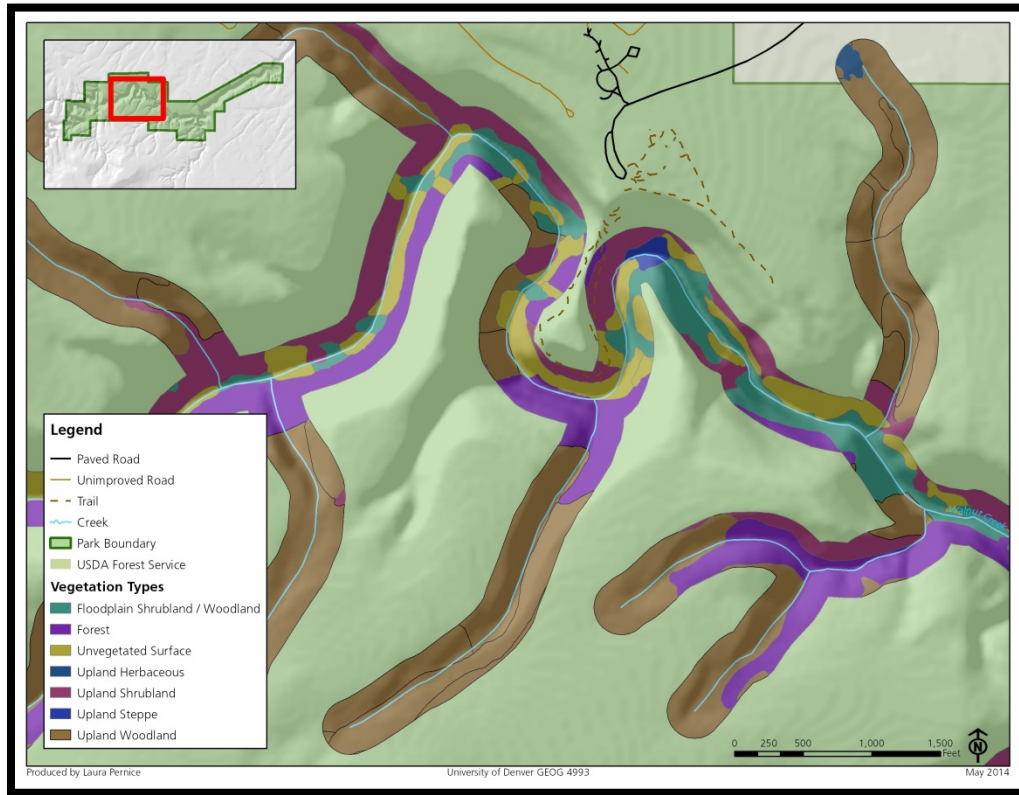 Walnut Creek
Legend
Paved Road
Unimproved Road
Trail
Creek
Park Boundary
USDA Forest Service
Vegetation Types
Floodplain Shrubland / Woodland
Forest
Unvegetated Surface
Upland Herbaceous
Upland Shrubland
Upland Steppe
Upland Woodland
0 250 500 1,000 1,500
Feet
N
Produced by Laura Pernice University of Denver GEOG 4993 May 2014